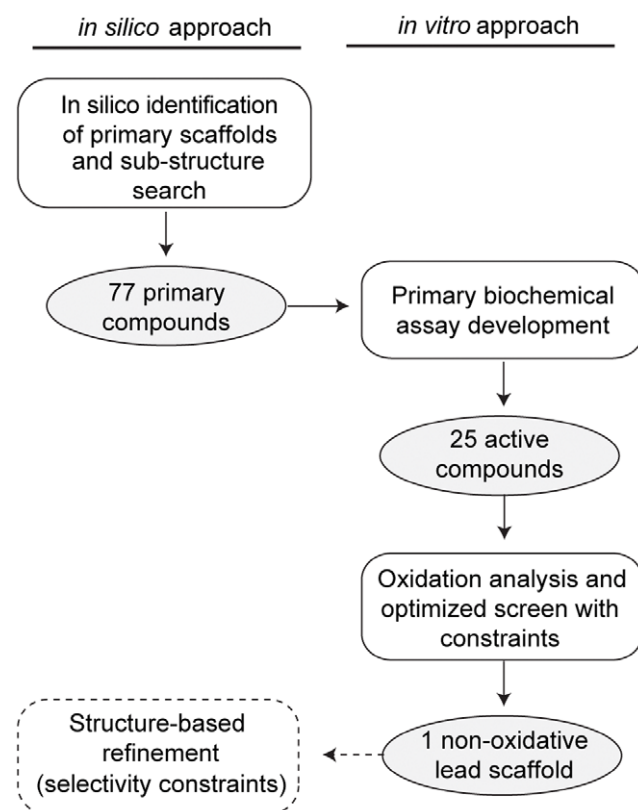 in silico approach
in vitro approach
In silico identification
of primary scaffolds
and sub-structure
search
77 primary
compounds
Primary biochemical
assay development
25 active
compounds
Oxidation analysis and
optimized screen with
constraints
1 non-oxidative
lead scaffold
Structure-based
refinement
(selectivity constraints)